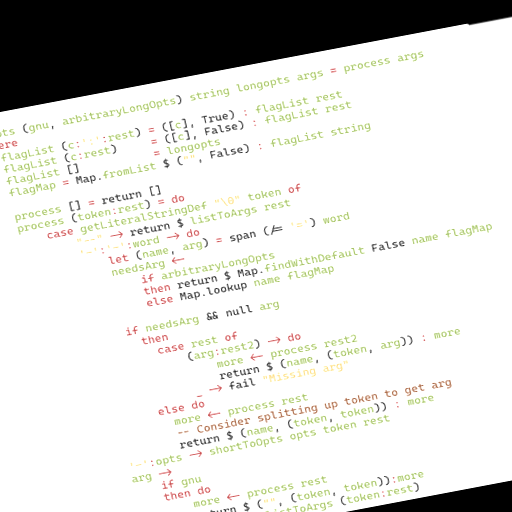 pts (gnu, arbitraryLongOpts) string longopts args = process args
ere
flagList (c:':':rest) = ([c], True) : flagList rest
flagList (c:rest)     = ([c], False) : flagList rest
flagList []           = longopts
flagMap = Map.fromList $ ("", False) : flagList string
process [] = return []
process (token:rest) = do
case getLiteralStringDef "\0" token of
"--" -> return $ listToArgs rest
'-':'-':word -> do
let (name, arg) = span (/= '=') word
needsArg <-
if arbitraryLongOpts
then return $ Map.findWithDefault False name flagMap
else Map.lookup name flagMap
if needsArg && null arg
then
case rest of
(arg:rest2) -> do
more <- process rest2
return $ (name, (token, arg)) : more
_ -> fail "Missing arg"
else do
more <- process rest
-- Consider splitting up token to get arg
return $ (name, (token, token)) : more
'-':opts -> shortToOpts opts token rest
arg ->
if gnu
then do
more <- process rest
return $ ("", (token, token)):more
listToArgs (token:rest)